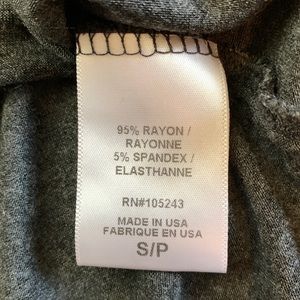 95% RAYON /
RAYONNE
5% SPANDEX /
ELASTHANNE
RN#105243
MADE IN USA
FABRIQUE EN USA
S/P